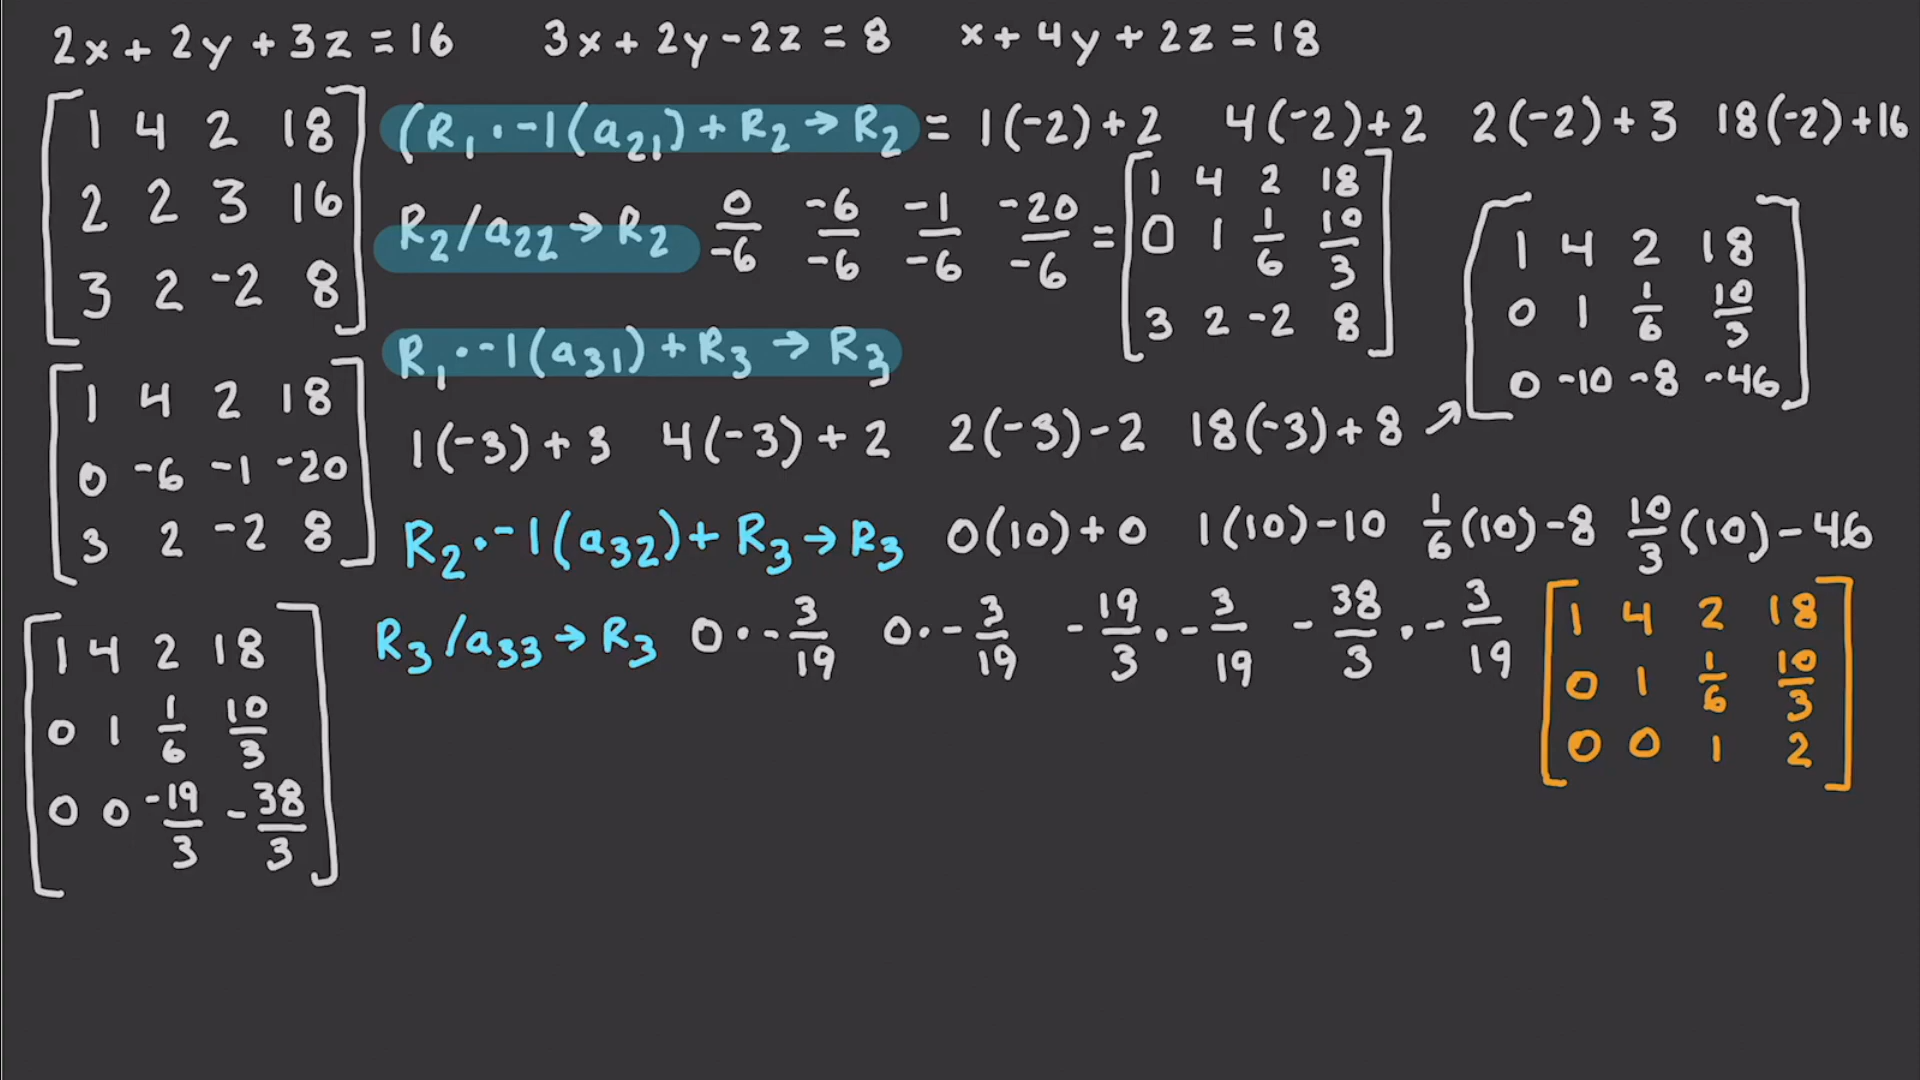 2x + 2y + 3z = 16   3x + 2y - 2z = 8   x + 4y + 2z = 18
1 4 2 18
2 2 3 16
3 2 -2 8
(R₁ · -1(a₂₁) + R₂ → R₂ = 1(-2)+2   4(-2)+2   2(-2)+3   18(-2)+16
R₂/a₂₂ → R₂   0/-6   -6/-6   -1/-6   -20/-6 =
1 4 2 18
0 1 1/6 10/3
3 2 -2 8
R₁ · -1(a₃₁) + R₃ → R₃
1(-3)+3   4(-3)+2   2(-3)-2   18(-3)+8 →
1 4 2 18
0 1 1/6 10/3
0 -10 -8 -46
1 4 2 18
0 -6 -1 -20
3 2 -2 8
R₂ · -1(a₃₂) + R₃ → R₃   0(10)+0   1(10)-10   1/6(10)-8   10/3(10)-46
R₃/a₃₃ → R₃   0 · -3/19   0 · -3/19   -19/3 · -3/19   -38/3 · -3/19
1 4 2 18
0 1 1/6 10/3
0 0 1 2
1 4 2 18
0 1 1/6 10/3
0 0 -19/3 -38/3